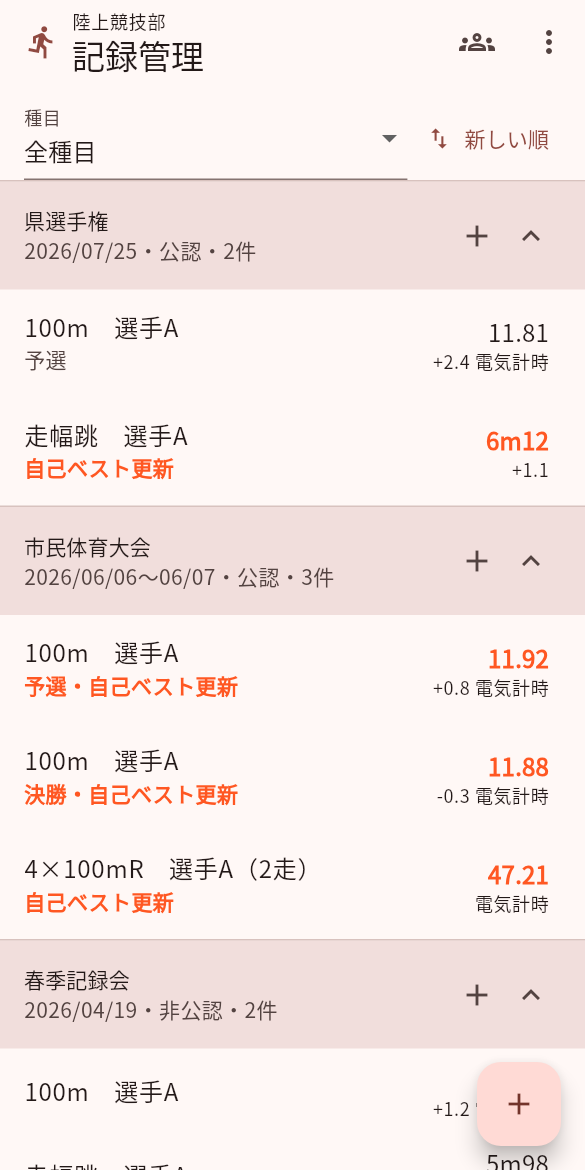 陸上競技部
記録管理
種目
全種目
新しい順
県選手権
2026/07/25・公認・2件
100m　選手A
11.81
予選
+2.4 電気計時
走幅跳　選手A
6m12
自己ベスト更新
+1.1
市民体育大会
2026/06/06〜06/07・公認・3件
100m　選手A
11.92
予選・自己ベスト更新
+0.8 電気計時
100m　選手A
11.88
決勝・自己ベスト更新
-0.3 電気計時
4×100mR　選手A（2走）
47.21
自己ベスト更新
電気計時
春季記録会
2026/04/19・非公認・2件
100m　選手A
+1.2
走幅跳　選手A
5m98